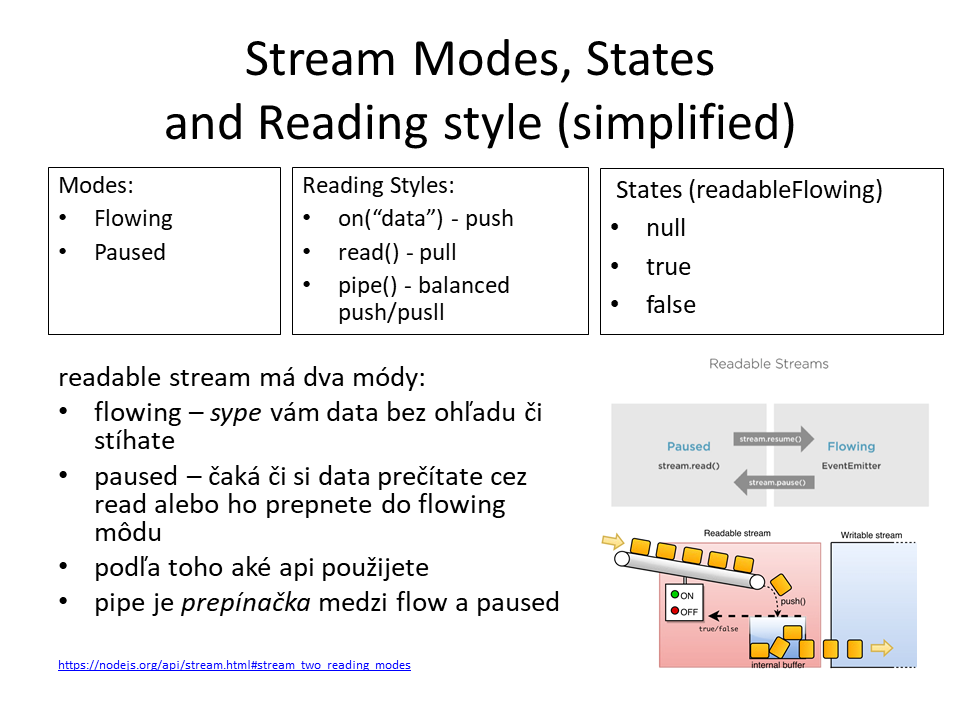 Stream Modes, States
and Reading style (simplified)
Modes:
• Flowing
• Paused
Reading Styles:
• on(“data”) - push
• read() - pull
• pipe() - balanced
push/pusll
States (readableFlowing)
• null
• true
• false
readable stream má dva módy:
• flowing – sype vám data bez ohľadu či
stíhate
• paused – čaká či si data prečítate cez
read alebo ho prepnete do flowing
môdu
• podľa toho aké api použijete
• pipe je prepínačka medzi flow a paused
https://nodejs.org/api/stream.html#stream_two_reading_modes
Readable Streams
Paused
stream.read()
stream.resume()
stream.pause()
Flowing
EventEmitter
Readable stream
Writable stream
ON
OFF
push()
true/false
internal buffer